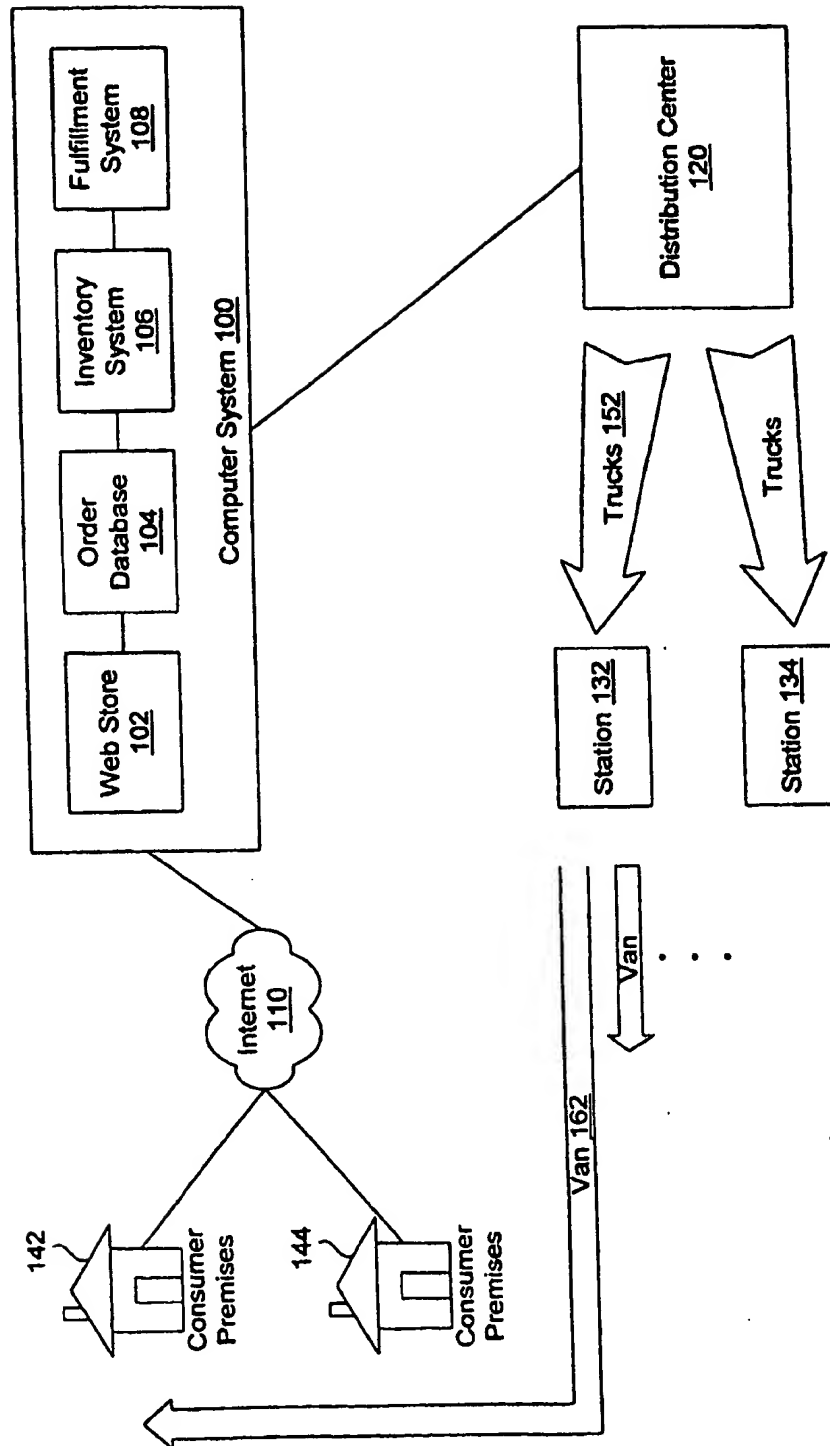 Web Store
102
Order
Database
104
Inventory
System
106
Fulfillment
System
108
Computer System 100
Internet
110
142
Consumer
Premises
144
Consumer
Premises
Distribution Center
120
Trucks 152
Trucks
Station 132
Station 134
Van
Van 162
. . .